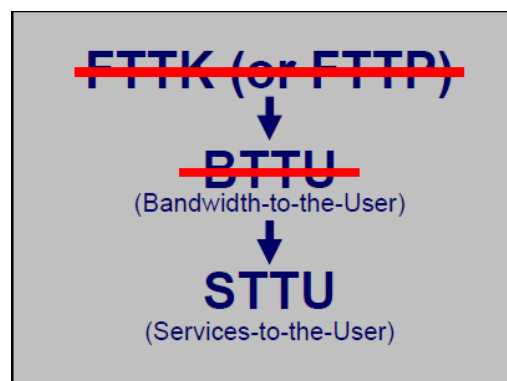 FTTK (or FTTP)
BTTU
(Bandwidth-to-the-User)
STTU
(Services-to-the-User)